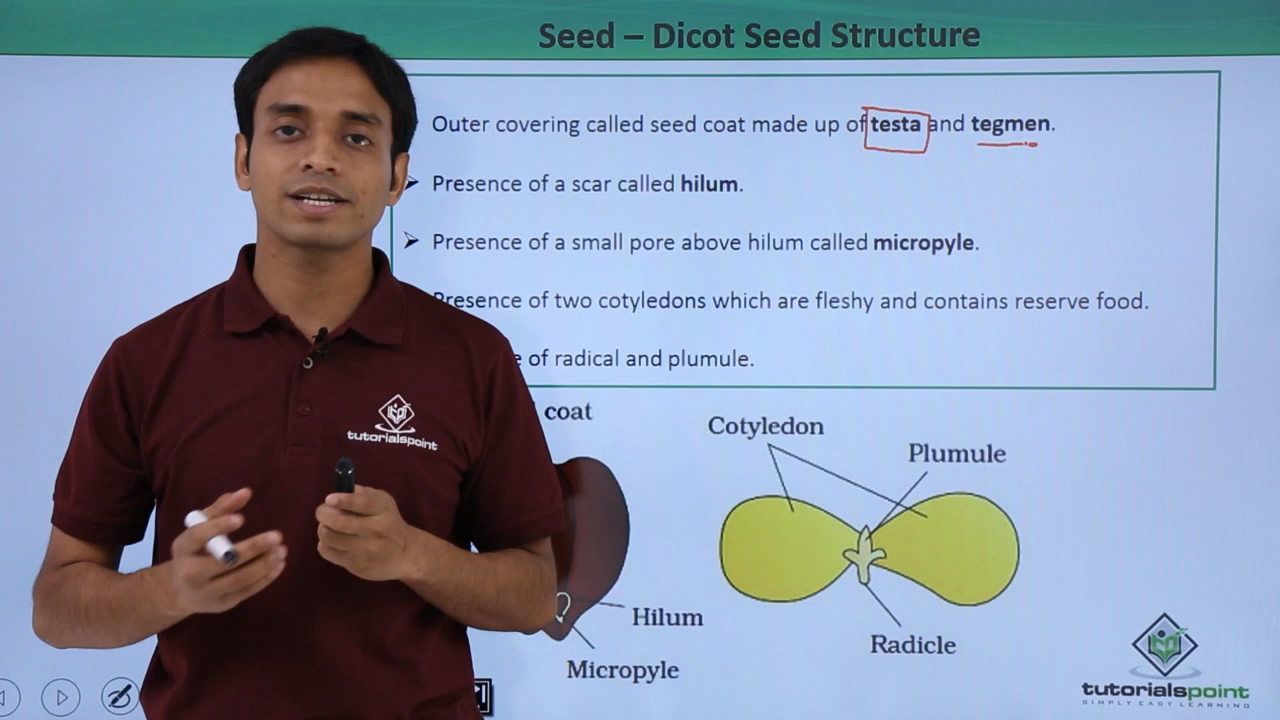 Seed – Dicot Seed Structure
Outer covering called seed coat made up of testa and tegmen.
Presence of a scar called hilum.
Presence of a small pore above hilum called micropyle.
Presence of two cotyledons which are fleshy and contains reserve food.
of radical and plumule.
coat
Cotyledon
Plumule
tutorialspoint
Hilum
Radicle
Micropyle
tutorialspoint
SIMPLY EASY LEARNING